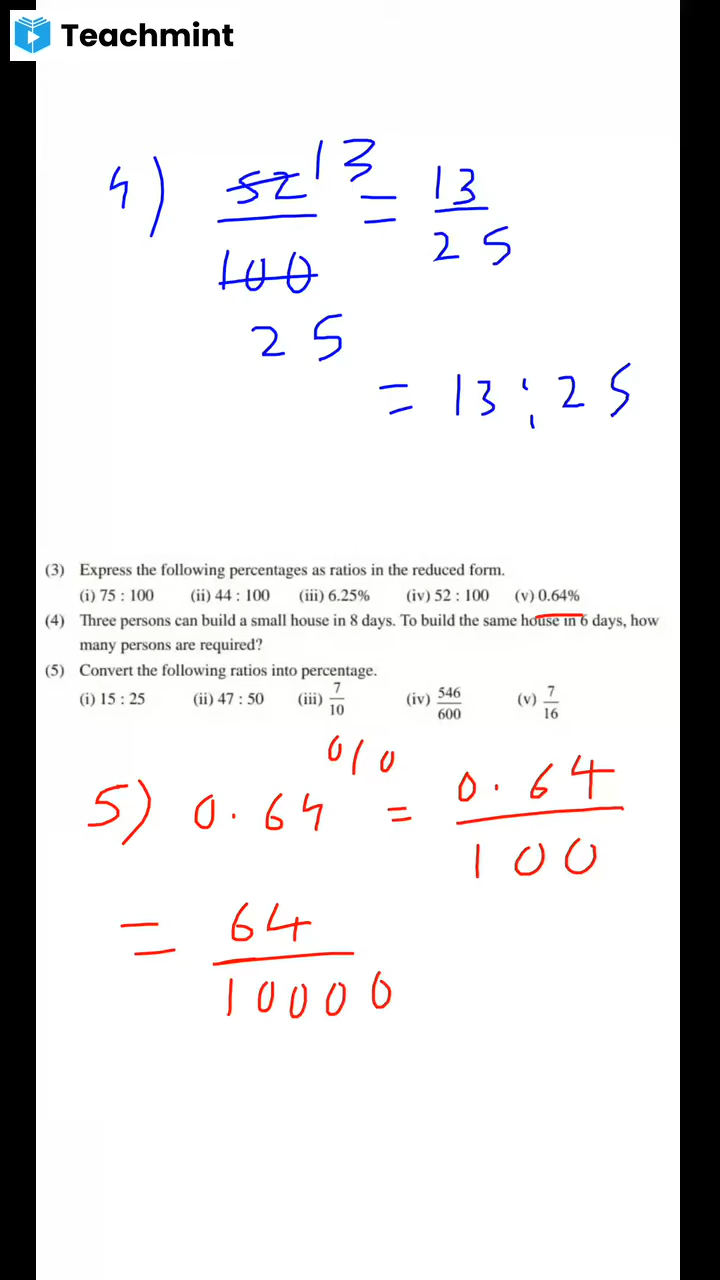 Teachmint
4) 52/100 13 25 = 13/25
= 13 : 25
(3) Express the following percentages as ratios in the reduced form.
(i) 75 : 100 (ii) 44 : 100 (iii) 6.25% (iv) 52 : 100 (v) 0.64%
(4) Three persons can build a small house in 8 days. To build the same house in 6 days, how
many persons are required?
(5) Convert the following ratios into percentage.
(i) 15 : 25 (ii) 47 : 50 (iii) 7/10 (iv) 546/600 (v) 7/16
5) 0.64 % = 0.64/100
= 64/10000